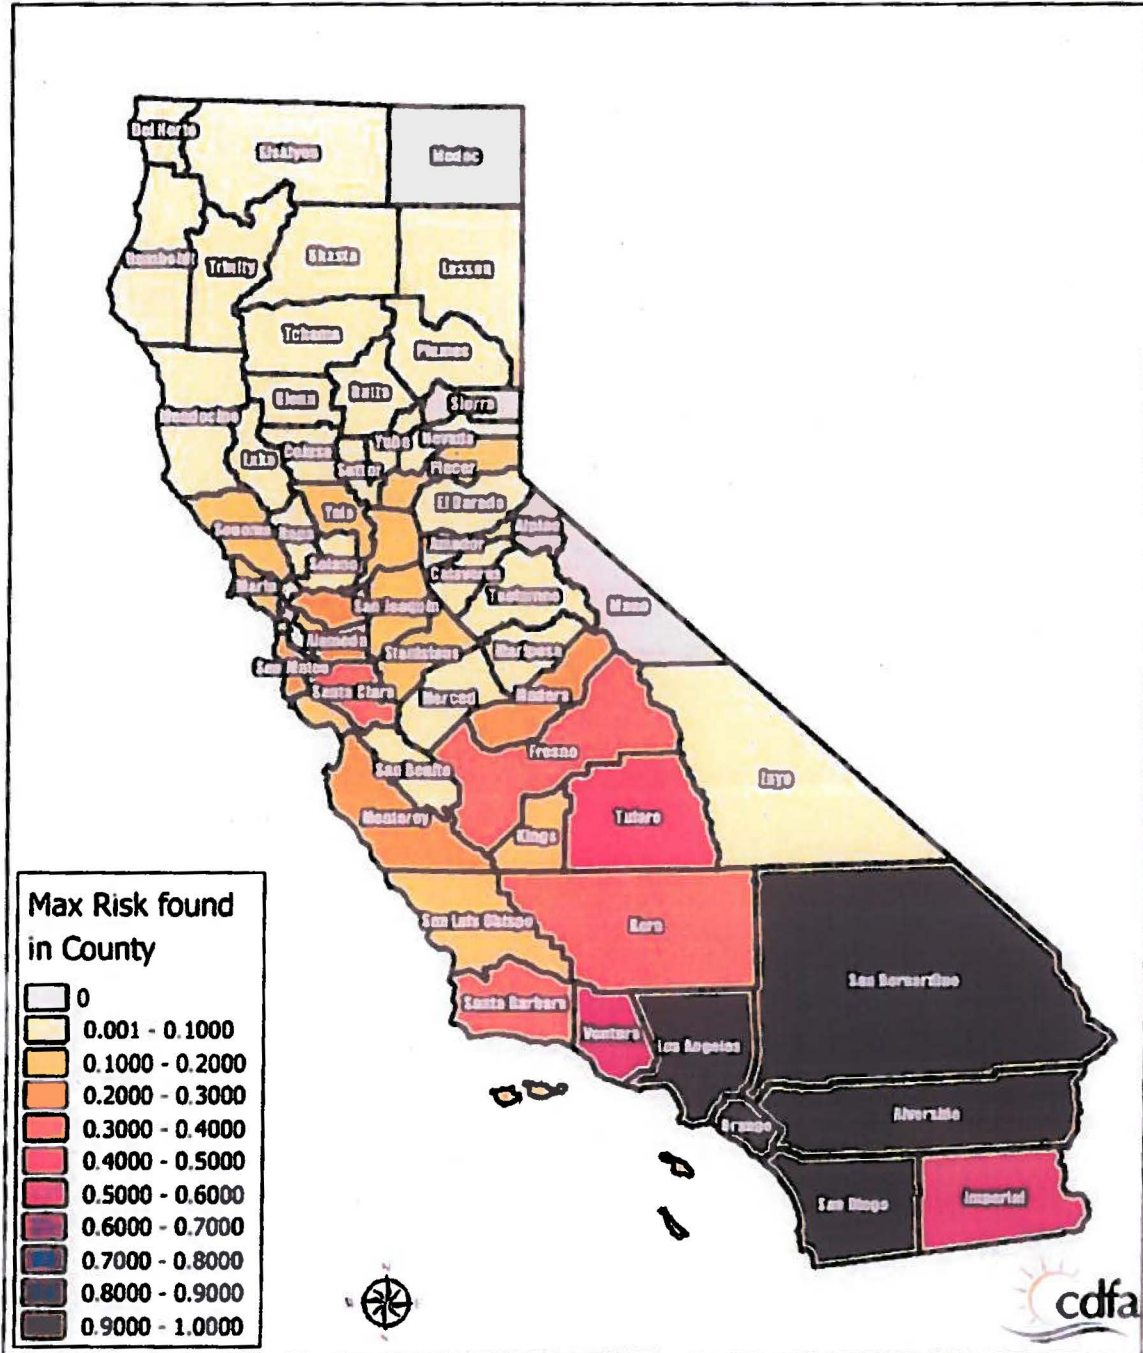 Del Norte
Siskiyou
Modoc
Humboldt
Trinity
Shasta
Lassen
Tehama
Plumas
Glenn
Butte
Sierra
Mendocino
Lake
Colusa
Sutter
Yuba
Nevada
Placer
El Dorado
Sonoma
Napa
Yolo
Alpine
Amador
Solano
Calaveras
Marin
San Joaquin
Tuolumne
Mono
Alameda
Stanislaus
Mariposa
San Mateo
Santa Clara
Merced
Madera
Fresno
San Benito
Inyo
Monterey
Kings
Tulare
San Luis Obispo
Kern
San Bernardino
Santa Barbara
Ventura
Los Angeles
Orange
Riverside
San Diego
Imperial
Max Risk found
in County
0
0.001 - 0.1000
0.1000 - 0.2000
0.2000 - 0.3000
0.3000 - 0.4000
0.4000 - 0.5000
0.5000 - 0.6000
0.6000 - 0.7000
0.7000 - 0.8000
0.8000 - 0.9000
0.9000 - 1.0000
cdfa